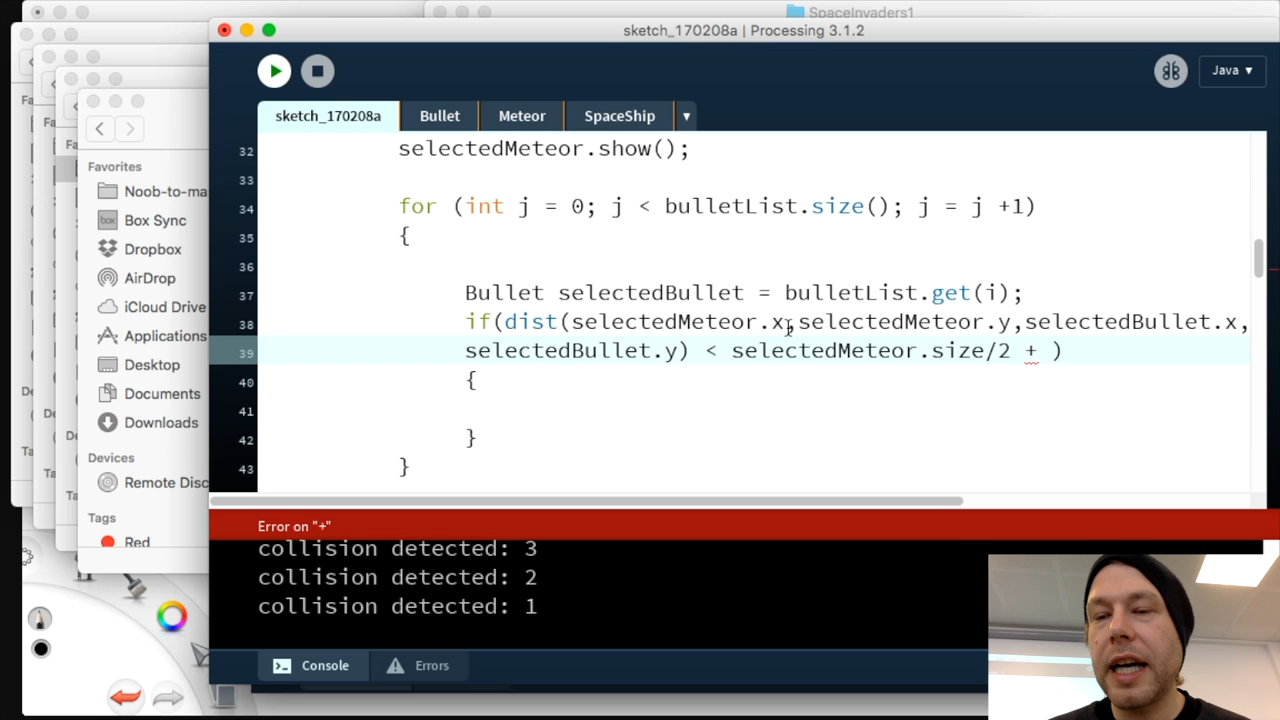 SpaceInvaders1
sketch_170208a | Processing 3.1.2
Java ▾
sketch_170208a
Bullet
Meteor
SpaceShip
Favorites
Noob-to-ma
Box Sync
Dropbox
AirDrop
iCloud Drive
Applications
Desktop
Documents
Downloads
Devices
Remote Disc
Tags
Red
32 selectedMeteor.show();
33
34 for (int j = 0; j < bulletList.size(); j = j +1)
35 {
36
37 Bullet selectedBullet = bulletList.get(i);
38 if(dist(selectedMeteor.x,selectedMeteor.y,selectedBullet.x,
39 selectedBullet.y) < selectedMeteor.size/2 + )
40 {
41
42 }
43 }
Error on "+"
collision detected: 3
collision detected: 2
collision detected: 1
Console
Errors